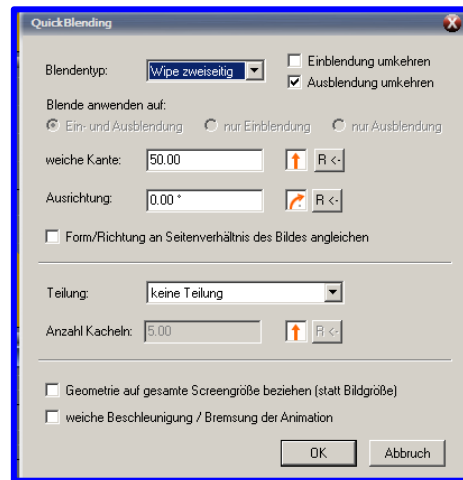 QuickBlending
Blendentyp: Wipe zweiseitig Einblendung umkehren
Ausblendung umkehren
Blende anwenden auf:
Ein- und Ausblendung nur Einblendung nur Ausblendung
weiche Kante: 50.00 R <-
Ausrichtung: 0.00 ° R <-
Form/Richtung an Seitenverhältnis des Bildes angleichen
Teilung: keine Teilung
Anzahl Kacheln: 5.00 R <-
Geometrie auf gesamte Screengröße beziehen (statt Bildgröße)
weiche Beschleunigung / Bremsung der Animation
OK Abbruch